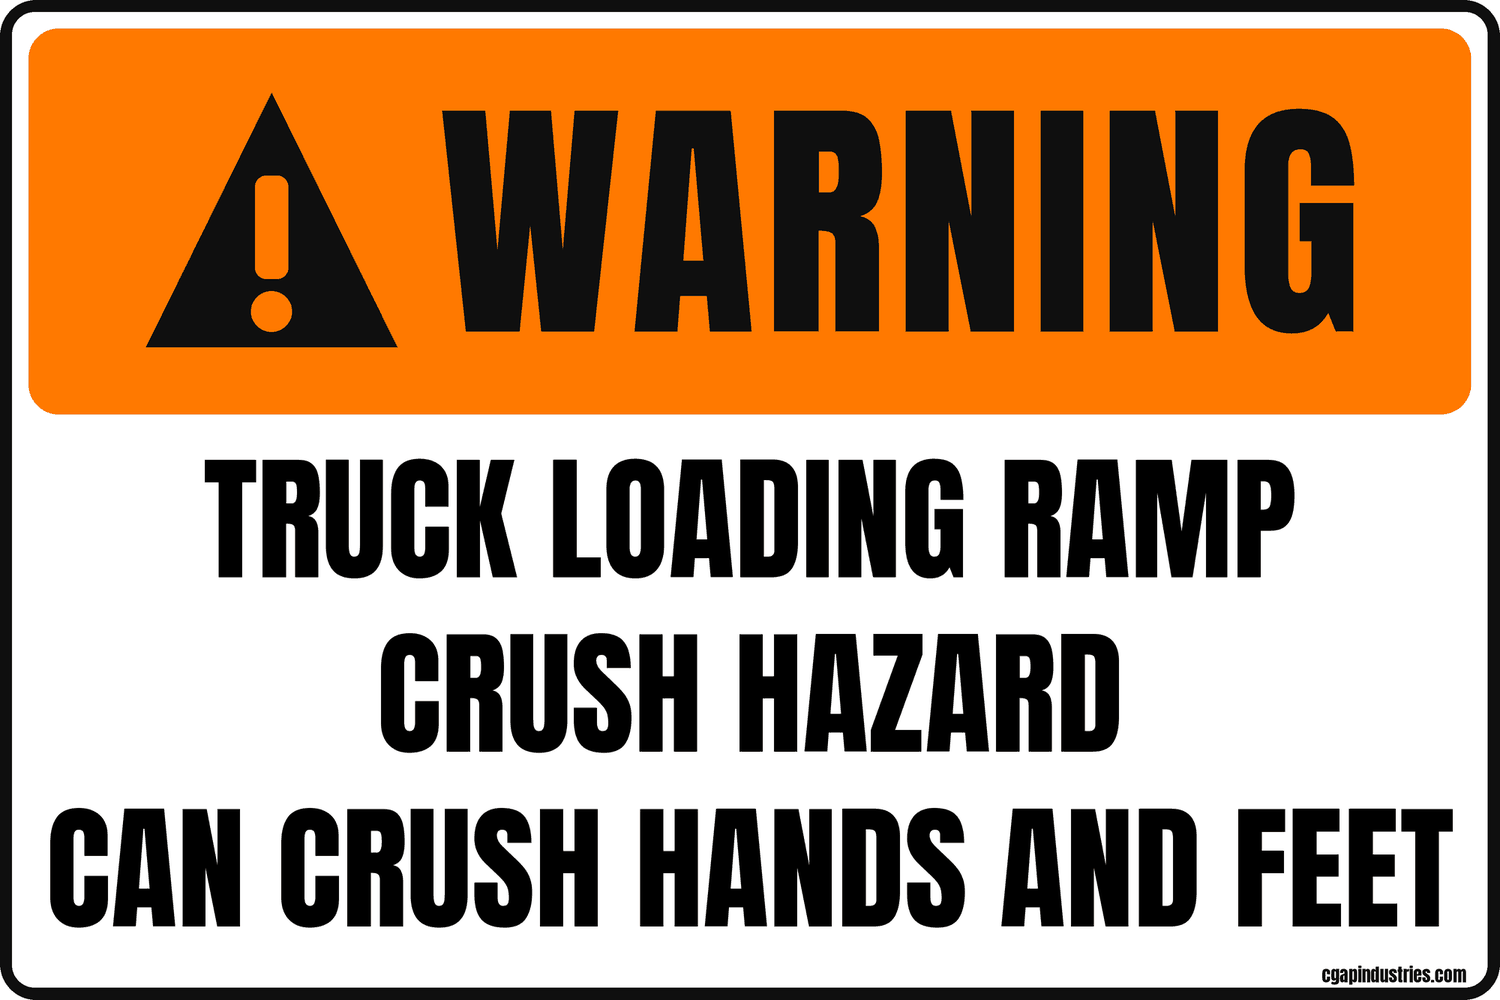 WARNING
TRUCK LOADING RAMP
CRUSH HAZARD
CAN CRUSH HANDS AND FEET
cgapindustries.com